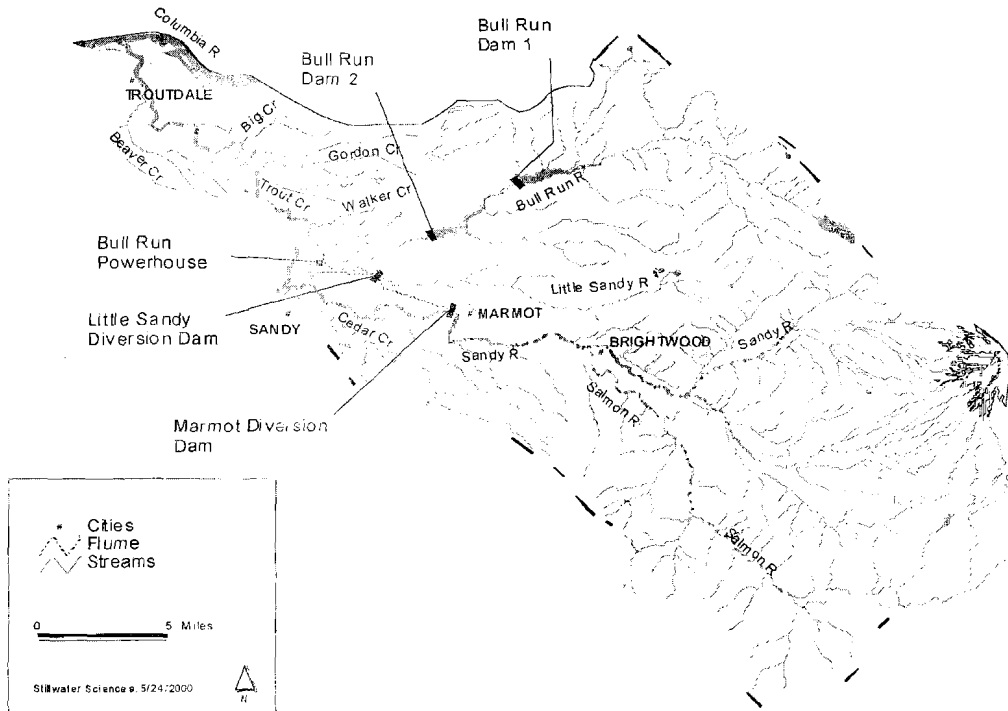 Columbia R
Bull Run
Dam 1
Bull Run
Dam 2
TROUTDALE
Big Cr
Beaver Cr
Gordon Cr
Trout Cr
Walker Cr
Bull Run R
Bull Run
Powerhouse
Little Sandy R
Little Sandy
Diversion Dam
SANDY
MARMOT
Cedar Cr
Sandy R
BRIGHTWOOD
Sandy R
Salmon R
Marmot Diversion
Dam
Salmon R
Cities
Flume
Streams
0 5 Miles
Stillwater Sciences, 5/24/2000
N